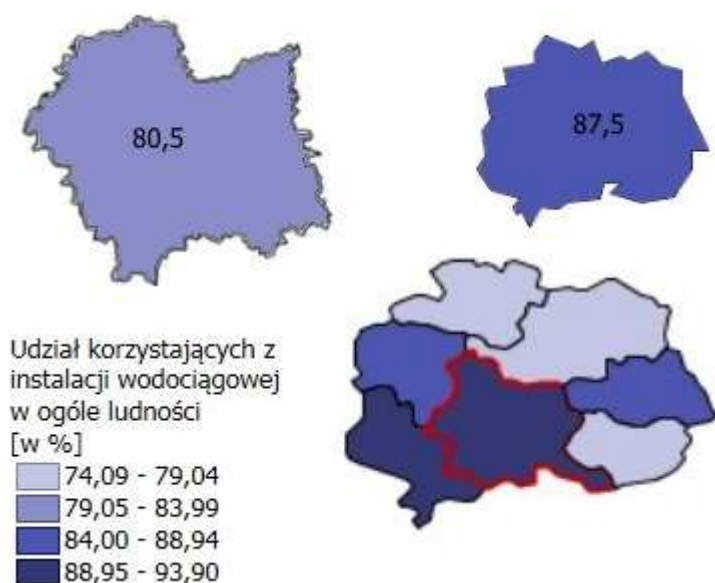 80,5
87,5
Udział korzystających z
instalacji wodociągowej
w ogóle ludności
[w %]
74,09 - 79,04
79,05 - 83,99
84,00 - 88,94
88,95 - 93,90